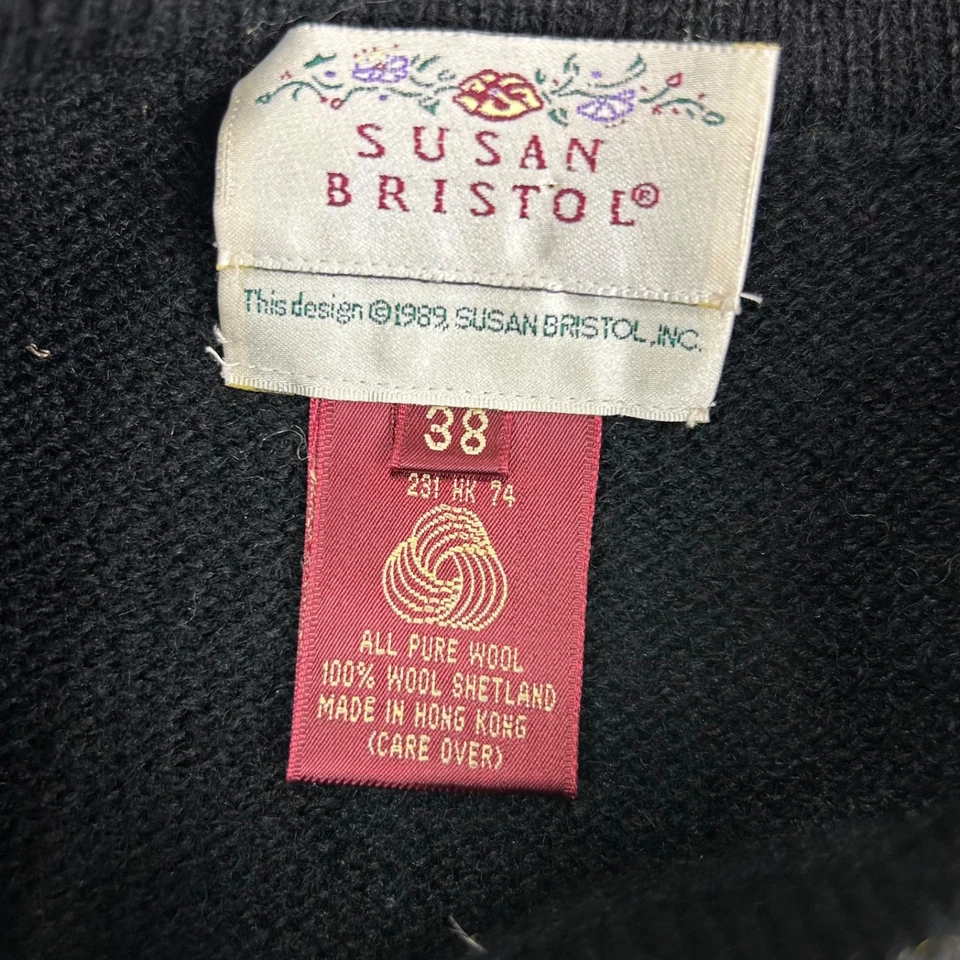 SUSAN
BRISTOL®
This design ©1989, SUSAN BRISTOL, INC.
38
231 HK 74
ALL PURE WOOL
100% WOOL SHETLAND
MADE IN HONG KONG
(CARE OVER)